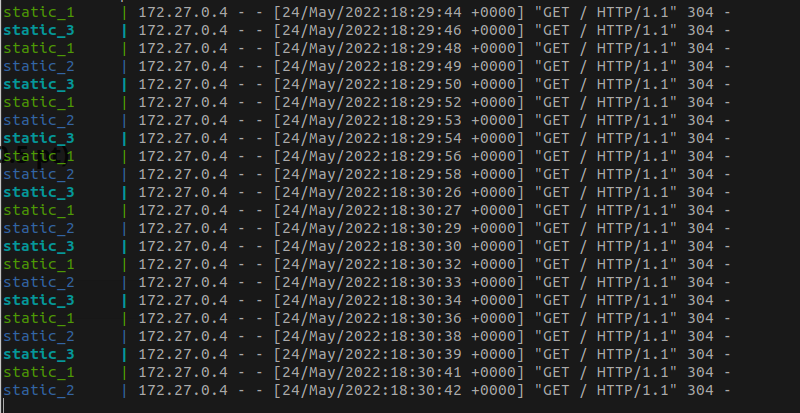 static_1 | 172.27.0.4 - - [24/May/2022:18:29:44 +0000] "GET / HTTP/1.1" 304 -
static_3 | 172.27.0.4 - - [24/May/2022:18:29:46 +0000] "GET / HTTP/1.1" 304 -
static_1 | 172.27.0.4 - - [24/May/2022:18:29:48 +0000] "GET / HTTP/1.1" 304 -
static_2 | 172.27.0.4 - - [24/May/2022:18:29:49 +0000] "GET / HTTP/1.1" 304 -
static_3 | 172.27.0.4 - - [24/May/2022:18:29:50 +0000] "GET / HTTP/1.1" 304 -
static_1 | 172.27.0.4 - - [24/May/2022:18:29:52 +0000] "GET / HTTP/1.1" 304 -
static_2 | 172.27.0.4 - - [24/May/2022:18:29:53 +0000] "GET / HTTP/1.1" 304 -
static_3 | 172.27.0.4 - - [24/May/2022:18:29:54 +0000] "GET / HTTP/1.1" 304 -
static_1 | 172.27.0.4 - - [24/May/2022:18:29:56 +0000] "GET / HTTP/1.1" 304 -
static_2 | 172.27.0.4 - - [24/May/2022:18:29:58 +0000] "GET / HTTP/1.1" 304 -
static_3 | 172.27.0.4 - - [24/May/2022:18:30:26 +0000] "GET / HTTP/1.1" 304 -
static_1 | 172.27.0.4 - - [24/May/2022:18:30:27 +0000] "GET / HTTP/1.1" 304 -
static_2 | 172.27.0.4 - - [24/May/2022:18:30:29 +0000] "GET / HTTP/1.1" 304 -
static_3 | 172.27.0.4 - - [24/May/2022:18:30:30 +0000] "GET / HTTP/1.1" 304 -
static_1 | 172.27.0.4 - - [24/May/2022:18:30:32 +0000] "GET / HTTP/1.1" 304 -
static_2 | 172.27.0.4 - - [24/May/2022:18:30:33 +0000] "GET / HTTP/1.1" 304 -
static_3 | 172.27.0.4 - - [24/May/2022:18:30:34 +0000] "GET / HTTP/1.1" 304 -
static_1 | 172.27.0.4 - - [24/May/2022:18:30:36 +0000] "GET / HTTP/1.1" 304 -
static_2 | 172.27.0.4 - - [24/May/2022:18:30:38 +0000] "GET / HTTP/1.1" 304 -
static_3 | 172.27.0.4 - - [24/May/2022:18:30:39 +0000] "GET / HTTP/1.1" 304 -
static_1 | 172.27.0.4 - - [24/May/2022:18:30:41 +0000] "GET / HTTP/1.1" 304 -
static_2 | 172.27.0.4 - - [24/May/2022:18:30:42 +0000] "GET / HTTP/1.1" 304 -